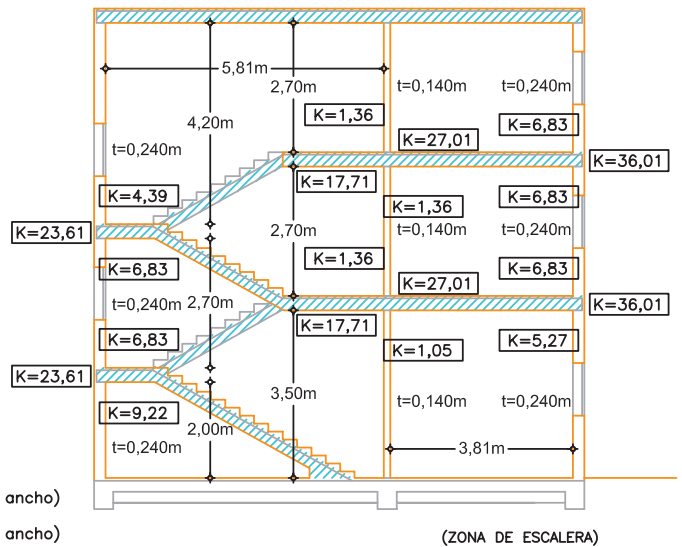 5,81m
2,70m
t=0,140m t=0,240m
K=1,36
4,20m
K=6,83
K=27,01
t=0,240m
K=36,01
K=17,71
K=4,39
K=6,83
K=1,36
K=23,61
2,70m
t=0,140m t=0,240m
K=1,36
K=6,83
K=6,83
K=27,01
t=0,240m
2,70m
K=36,01
K=17,71
K=6,83
K=5,27
K=1,05
K=23,61
3,50m
t=0,140m t=0,240m
K=9,22
2,00m
t=0,240m
3,81m
ancho)
ancho)
(ZONA DE ESCALERA)